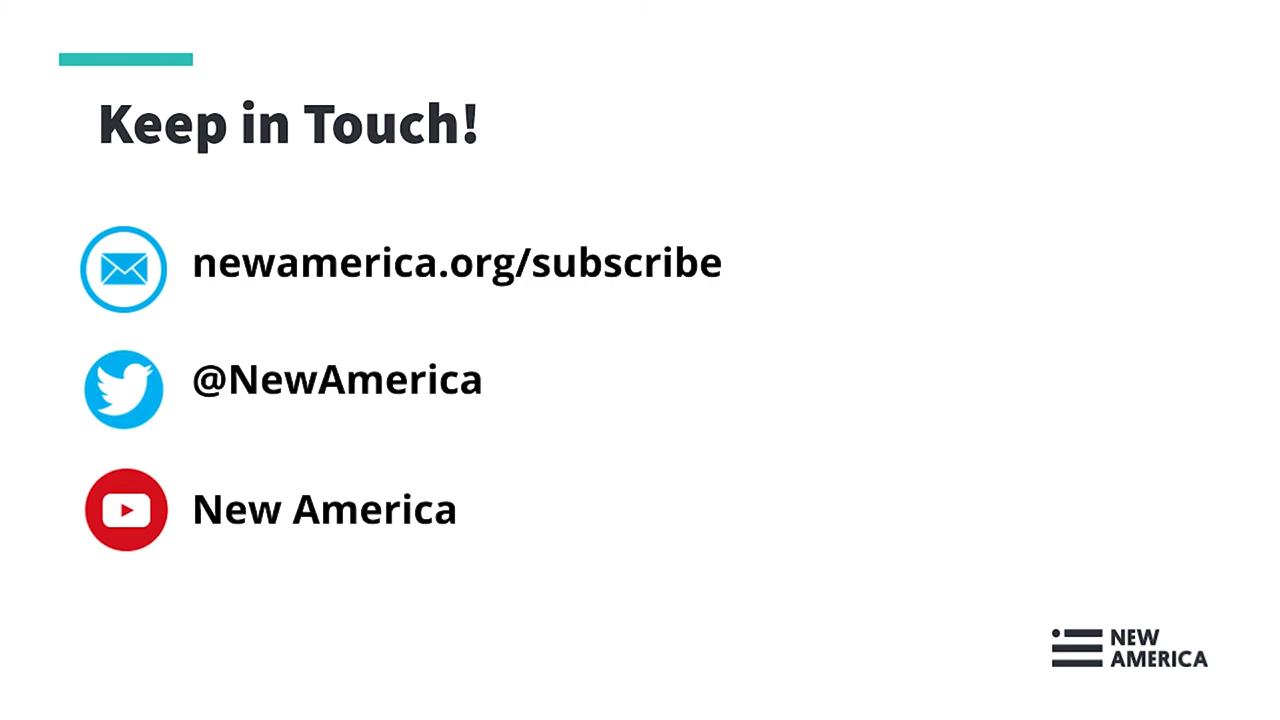 Keep in Touch!
newamerica.org/subscribe
@NewAmerica
New America
NEW
AMERICA